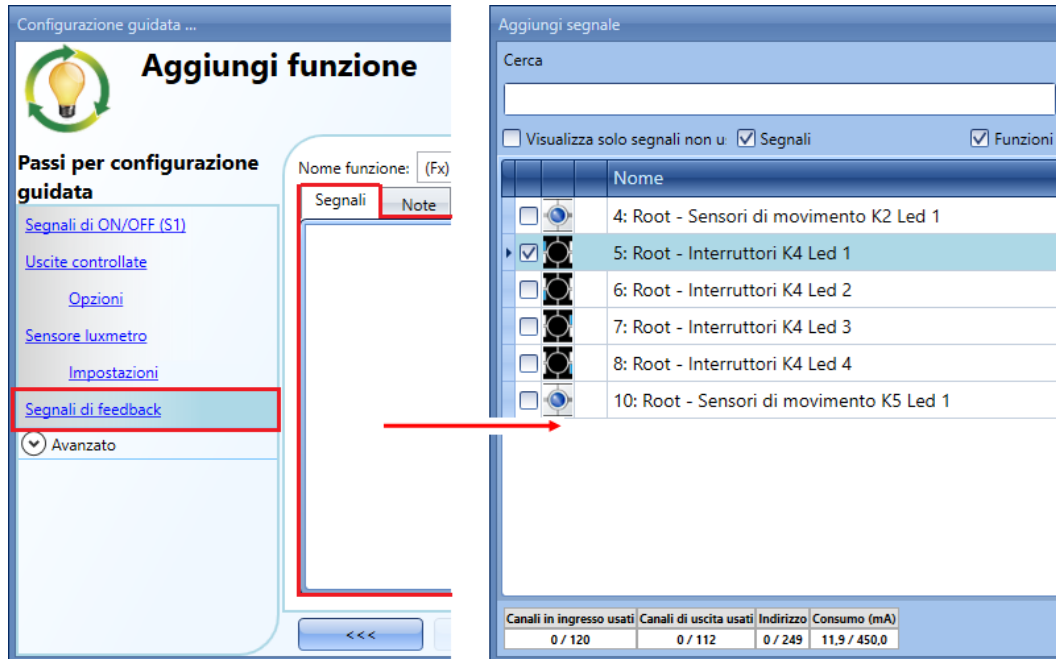 Configurazione guidata ...
Aggiungi funzione
Passi per configurazione
guidata
Segnali di ON/OFF (S1)
Uscite controllate
Opzioni
Sensore luxmetro
Impostazioni
Segnali di feedback
Avanzato
Nome funzione: (Fx)
Segnali Note
<<<
Aggiungi segnale
Cerca
Visualizza solo segnali non u Segnali Funzioni
Nome
4: Root - Sensori di movimento K2 Led 1
5: Root - Interruttori K4 Led 1
6: Root - Interruttori K4 Led 2
7: Root - Interruttori K4 Led 3
8: Root - Interruttori K4 Led 4
10: Root - Sensori di movimento K5 Led 1
Canali in ingresso usati Canali di uscita usati Indirizzo Consumo (mA)
0 / 120 0 / 112 0 / 249 11,9 / 450,0